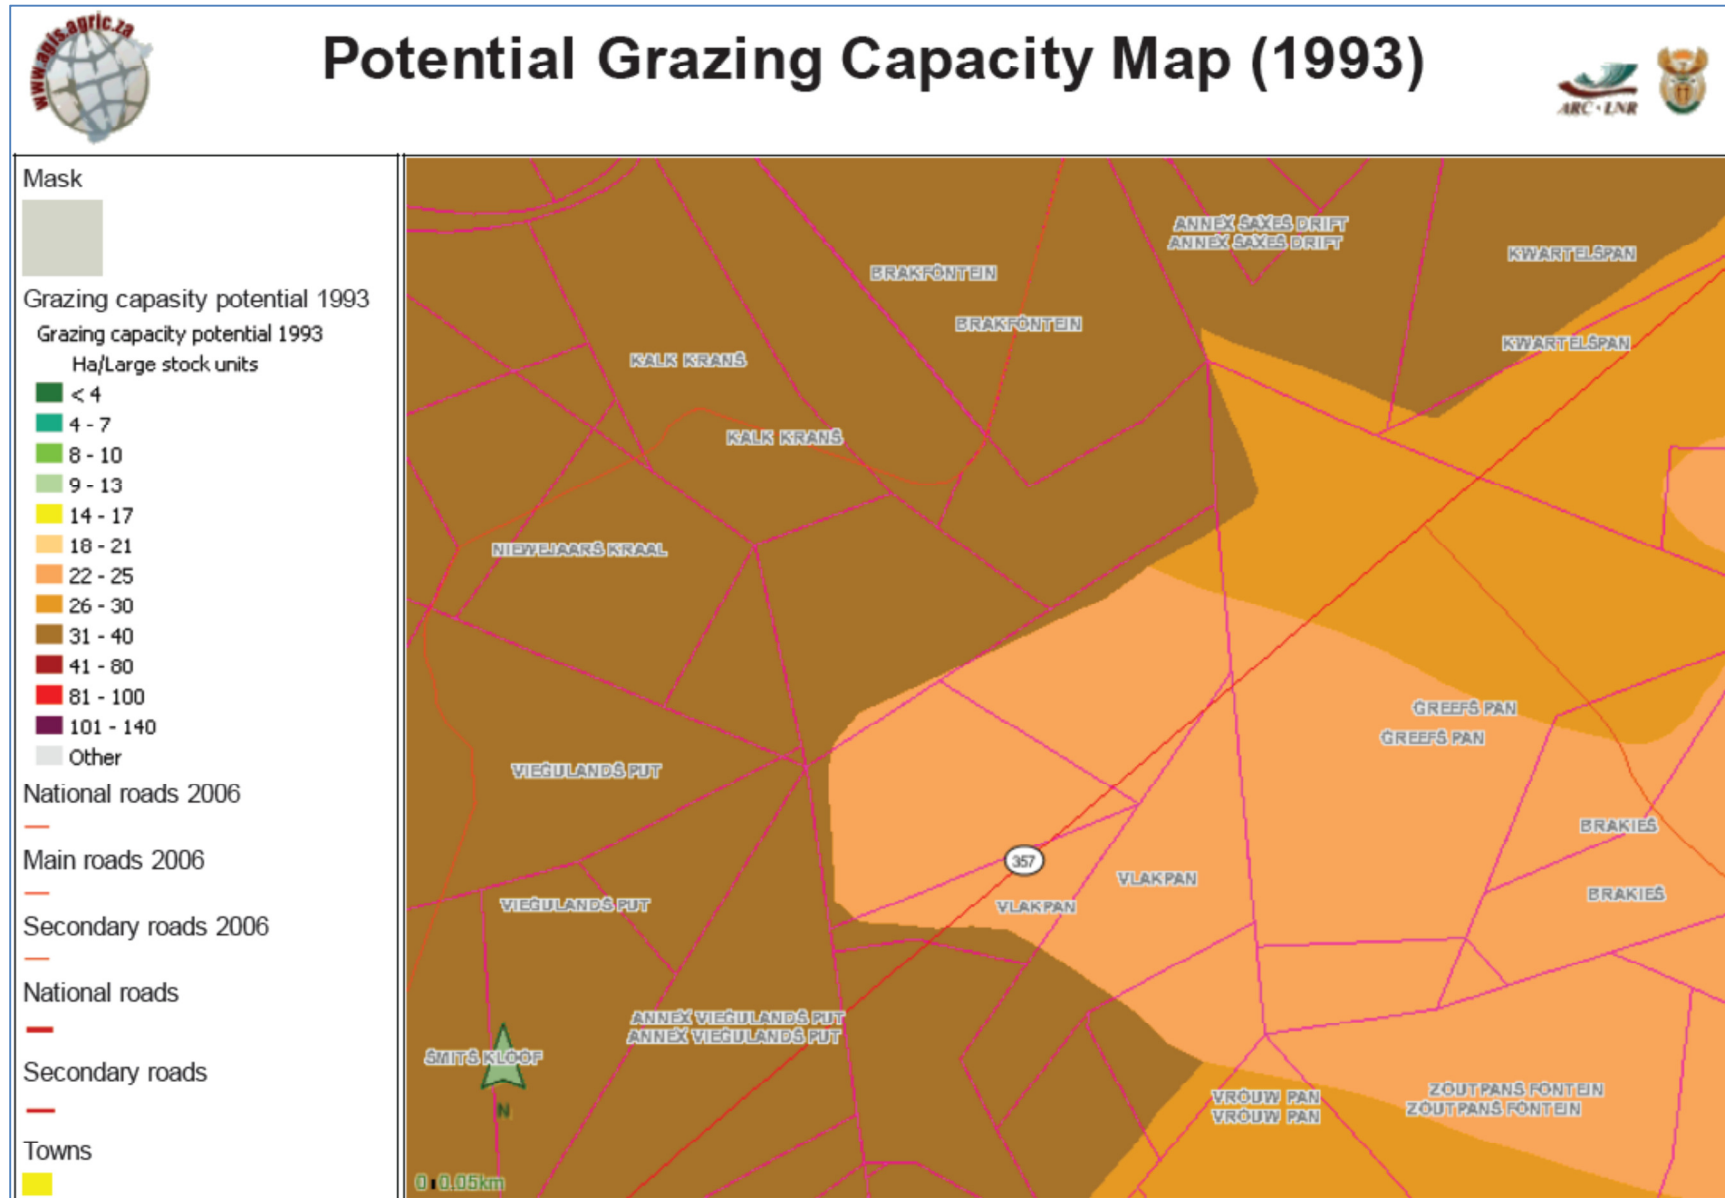 www.agis.agric.za
Potential Grazing Capacity Map (1993)
ARC • LNR
Mask
Grazing capasity potential 1993
Grazing capacity potential 1993
Ha/Large stock units
< 4
4 - 7
8 - 10
9 - 13
14 - 17
18 - 21
22 - 25
26 - 30
31 - 40
41 - 80
81 - 100
101 - 140
Other
National roads 2006
Main roads 2006
Secondary roads 2006
National roads
Secondary roads
Towns
ANNEX SAXES DRIFT
ANNEX SAXES DRIFT
KWARTELSPAN
BRAKFONTEIN
BRAKFONTEIN
KWARTELSPAN
KALK KRANS
KALK KRANS
NIEWEJAARS KRAAL
GREEFS PAN
GREEFS PAN
VIEGULANDS PUT
BRAKIES
357
VLAKPAN
BRAKIES
VIEGULANDS PUT
VLAKPAN
ANNEX VIEGULANDS PUT
ANNEX VIEGULANDS PUT
SMITS KLOOF
VROUW PAN
VROUW PAN
ZOUTPANS FONTEIN
ZOUTPANS FONTEIN
N
0 0.05km